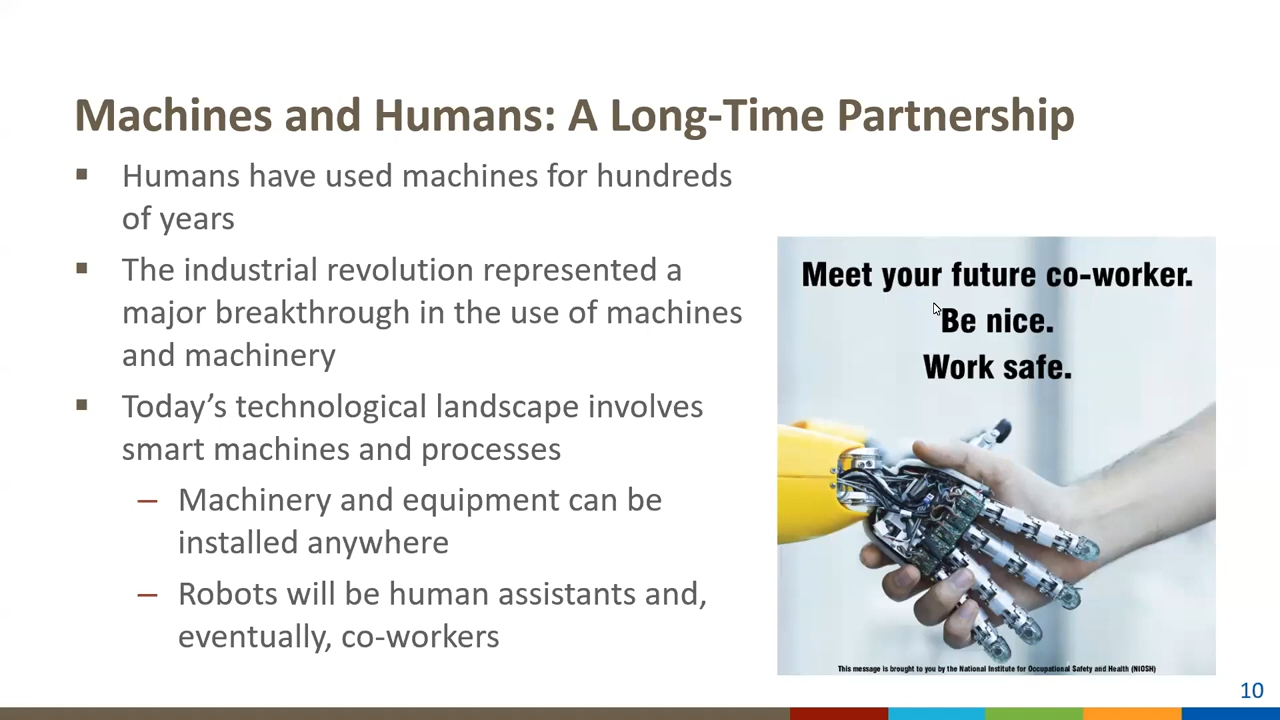 Machines and Humans: A Long-Time Partnership
▪ Humans have used machines for hundreds
of years
▪ The industrial revolution represented a
major breakthrough in the use of machines
and machinery
▪ Today’s technological landscape involves
smart machines and processes
– Machinery and equipment can be
installed anywhere
– Robots will be human assistants and,
eventually, co-workers
Meet your future co-worker.
Be nice.
Work safe.
This message is brought to you by the National Institute for Occupational Safety and Health (NIOSH)
10